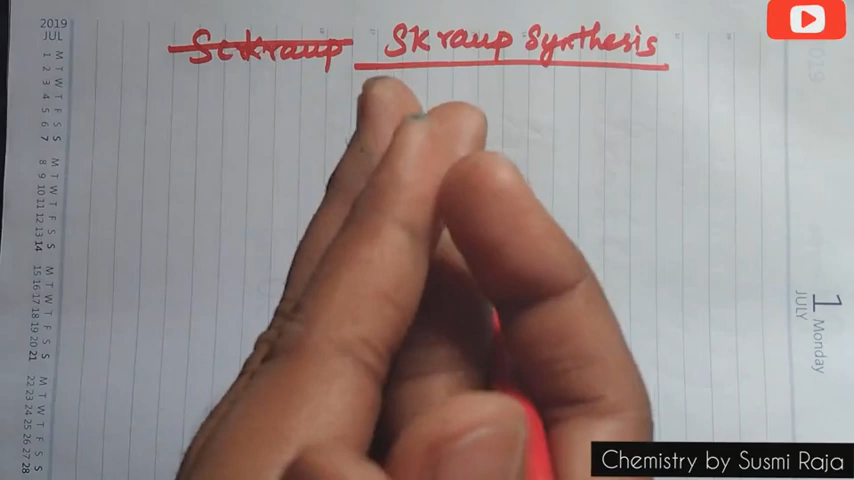 2019
JUL
Sckraup Skraup Synthesis
M T W T F S S
1 2 3 4 5 6 7
M T W T F S S
8 9 10 11 12 13 14
M T W T F S S
15 16 17 18 19 20 21
M T W T F S S
22 23 24 25 26 27 28
1 Monday
JULY
Chemistry by Susmi Raja